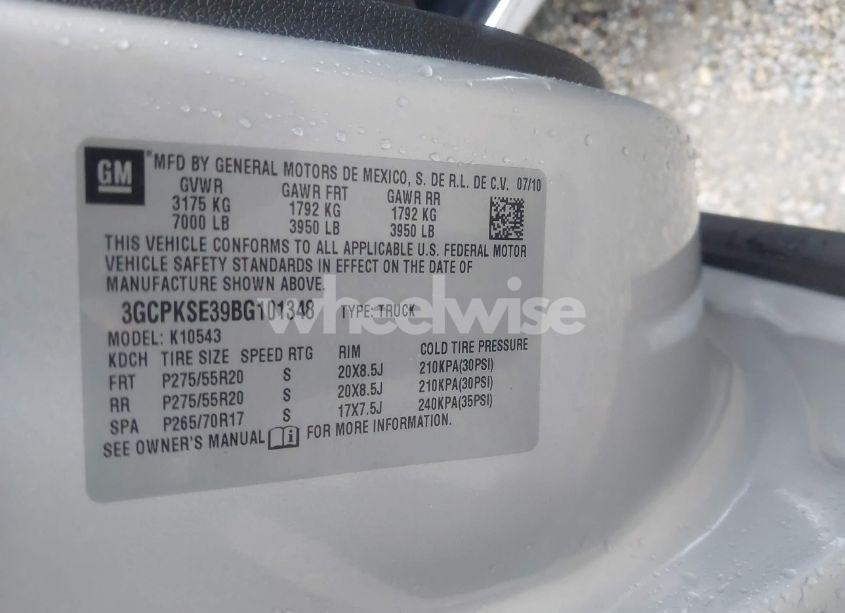 GM
®MFD BY GENERAL MOTORS DE MEXICO, S. DE R.L. DE C.V. 07/10
GVWR GAWR FRT GAWR RR
3175 KG 1792 KG 1792 KG
7000 LB 3950 LB 3950 LB
THIS VEHICLE CONFORMS TO ALL APPLICABLE U.S. FEDERAL MOTOR
VEHICLE SAFETY STANDARDS IN EFFECT ON THE DATE OF
MANUFACTURE SHOWN ABOVE.
3GCPKSE39BG101348 TYPE: TRUCK
wheelwise
MODEL: K10543
KDCH TIRE SIZE SPEED RTG RIM COLD TIRE PRESSURE
FRT P275/55R20 S 20X8.5J 210KPA(30PSI)
RR P275/55R20 S 20X8.5J 210KPA(30PSI)
SPA P265/70R17 S 17X7.5J 240KPA(35PSI)
SEE OWNER'S MANUAL FOR MORE INFORMATION.